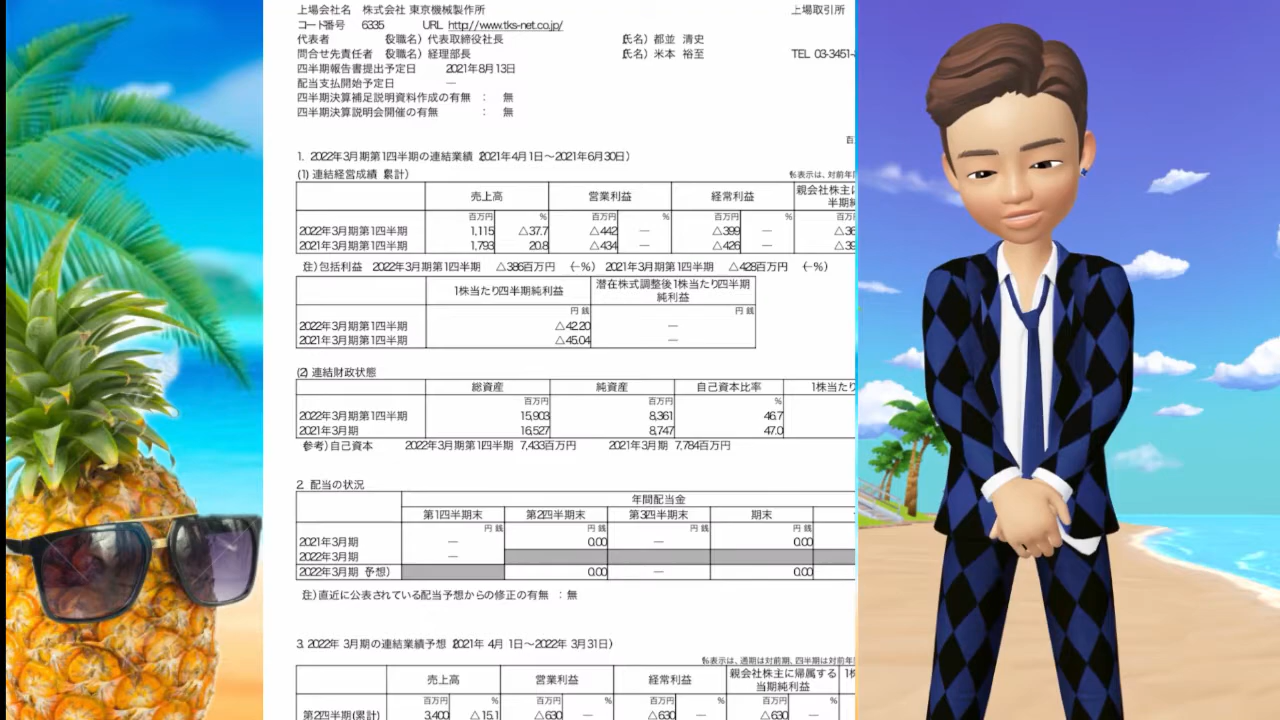 上場会社名 株式会社 東京機械製作所 上場取引所
コード番号 6335 URL http://www.tks-net.co.jp/
代表者 (役職名) 代表取締役社長 (氏名) 都並 清史
問合せ先責任者 (役職名) 経理部長 (氏名) 米本 裕至 TEL 03-3451-
四半期報告書提出予定日 2021年8月13日
配当支払開始予定日 ―
四半期決算補足説明資料作成の有無 : 無
四半期決算説明会開催の有無 : 無
百
1. 2022年3月期第1四半期の連結業績(2021年4月1日~2021年6月30日)
(1) 連結経営成績(累計) (%表示は、対前年
売上高 営業利益 経常利益 親会社株主に
半期純
百万円 % 百万円 % 百万円 % 百万円
2022年3月期第1四半期 1,115 △37.7 △442 ― △399 ― △36
2021年3月期第1四半期 1,793 20.8 △434 ― △426 ― △39
(注)包括利益 2022年3月期第1四半期 △386百万円 (―%) 2021年3月期第1四半期 △428百万円 (―%)
1株当たり四半期純利益 潜在株式調整後1株当たり四半期
純利益
円 銭 円 銭
2022年3月期第1四半期 △42.20 ―
2021年3月期第1四半期 △45.04 ―
(2) 連結財政状態
総資産 純資産 自己資本比率 1株当たり
百万円 百万円 %
2022年3月期第1四半期 15,903 8,361 46.7
2021年3月期 16,527 8,747 47.0
(参考)自己資本 2022年3月期第1四半期 7,433百万円 2021年3月期 7,784百万円
2. 配当の状況
年間配当金
第1四半期末 第2四半期末 第3四半期末 期末
円 銭 円 銭 円 銭 円 銭
2021年3月期 ― 0.00 ― 0.00
2022年3月期 ―
2022年3月期(予想) 0.00 ― 0.00
(注)直近に公表されている配当予想からの修正の有無 : 無
3. 2022年 3月期の連結業績予想(2021年 4月 1日~2022年 3月31日)
(%表示は、通期は対前期、四半期は対前年
売上高 営業利益 経常利益 親会社株主に帰属する
当期純利益 1株
百万円 % 百万円 % 百万円 % 百万円 %
第2四半期(累計) 3,400 △15.1 △630 ― △630 ― △630 ―